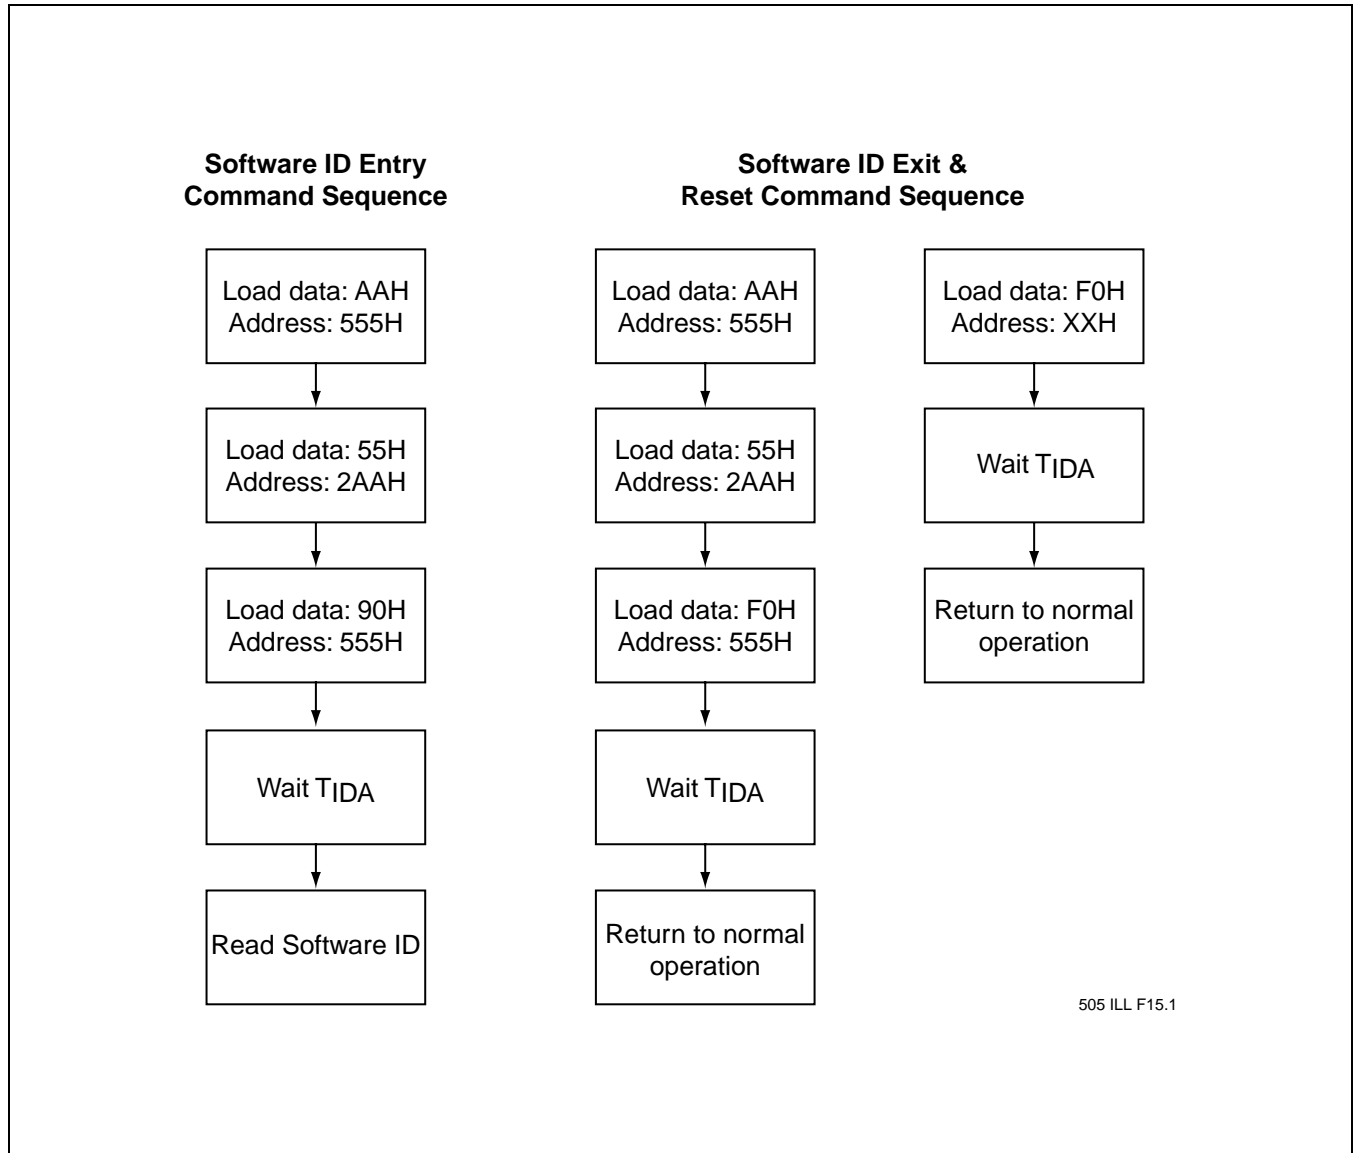 Software ID Entry
Command Sequence
Load data: AAH
Address: 555H
Load data: 55H
Address: 2AAH
Load data: 90H
Address: 555H
Wait TIDA
Read Software ID
Software ID Exit &
Reset Command Sequence
Load data: AAH
Address: 555H
Load data: 55H
Address: 2AAH
Load data: F0H
Address: 555H
Wait TIDA
Return to normal
operation
Load data: F0H
Address: XXH
Wait TIDA
Return to normal
operation
505 ILL F15.1